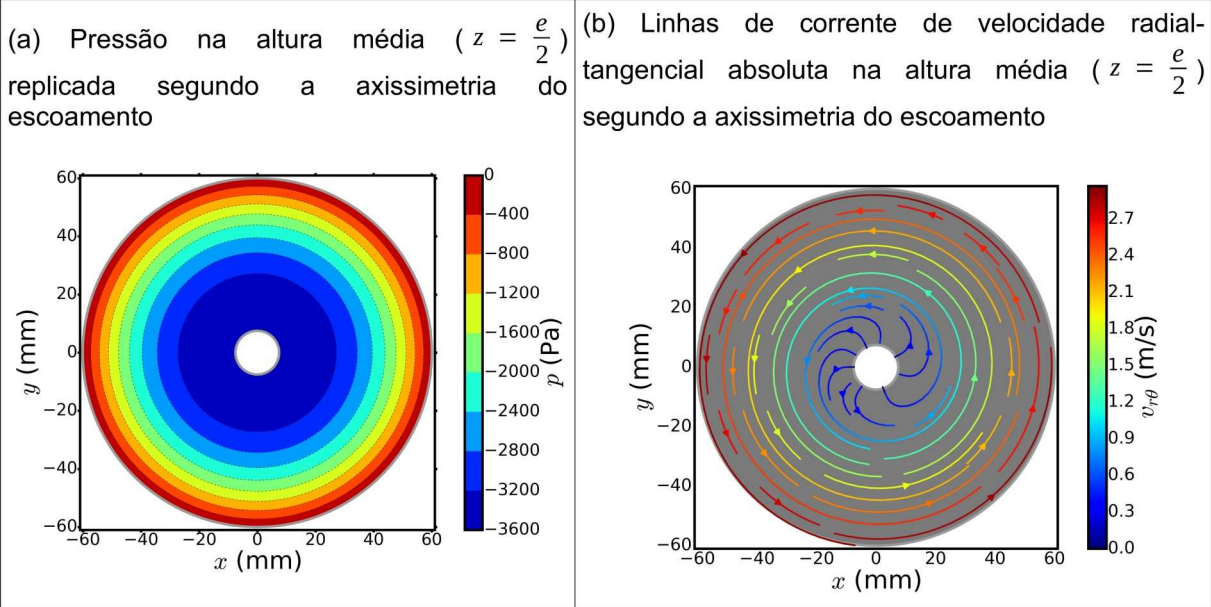 (a) Pressão na altura média ( z = e/2 )
replicada segundo a axissimetria do
escoamento
60
40
20
0
−20
−40
−60
y (mm)
−60 −40 −20 0 20 40 60
x (mm)
0
−400
−800
−1200
−1600
−2000
−2400
−2800
−3200
−3600
p (Pa)
(b) Linhas de corrente de velocidade radial-
tangencial absoluta na altura média ( z = e/2 )
segundo a axissimetria do escoamento
60
40
20
0
−20
−40
−60
y (mm)
−60 −40 −20 0 20 40 60
x (mm)
2.7
2.4
2.1
1.8
1.5
1.2
0.9
0.6
0.3
0.0
vrθ (m/s)